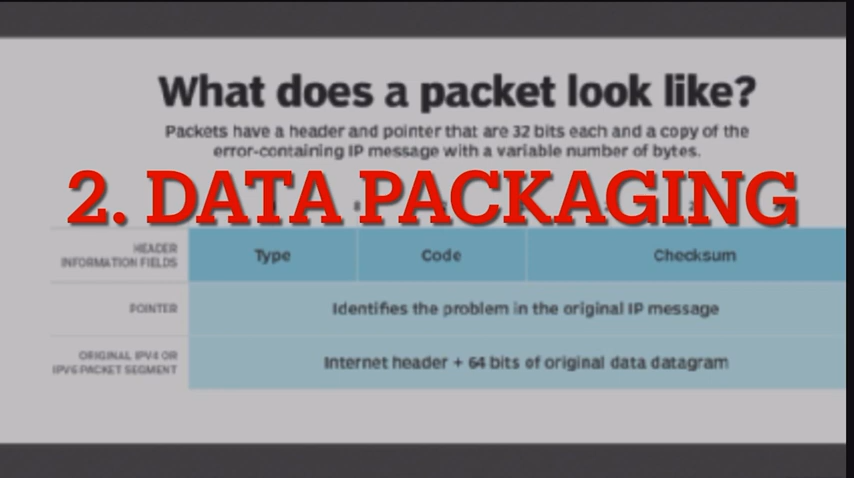 What does a packet look like?
Packets have a header and pointer that are 32 bits each and a copy of the
error-containing IP message with a variable number of bytes.
2. DATA PACKAGING
HEADER
INFORMATION FIELDS
Type
Code
Checksum
POINTER
Identifies the problem in the original IP message
ORIGINAL IPV4 OR
IPV6 PACKET SEGMENT
Internet header + 64 bits of original data datagram